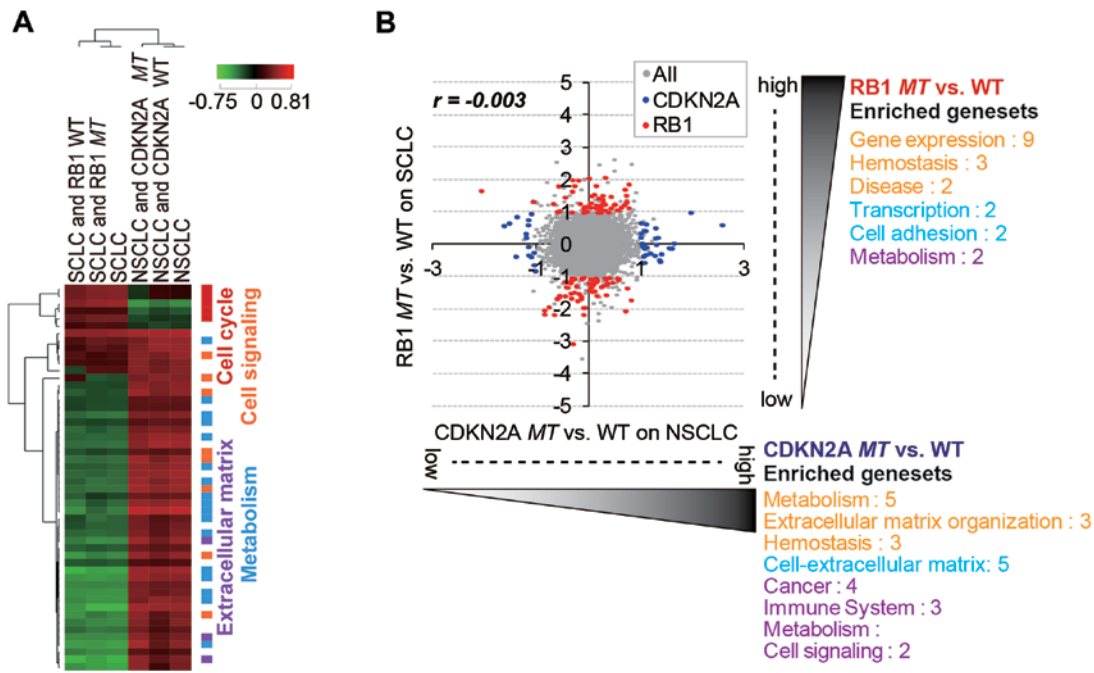 A
-0.75 0 0.81
SCLC and RB1 WT
SCLC and RB1 MT
SCLC
NSCLC and CDKN2A MT
NSCLC and CDKN2A WT
NSCLC
Cell cycle
Cell signaling
Extracellular matrix
Metabolism
B
r = -0.003
All
CDKN2A
RB1
5
4
3
2
1
0
-1
-2
-3
-4
-5
-3
-1
1
3
RB1 MT vs. WT on SCLC
CDKN2A MT vs. WT on NSCLC
high
low
RB1 MT vs. WT
Enriched genesets
Gene expression : 9
Hemostasis : 3
Disease : 2
Transcription : 2
Cell adhesion : 2
Metabolism : 2
low
high
CDKN2A MT vs. WT
Enriched genesets
Metabolism : 5
Extracellular matrix organization : 3
Hemostasis : 3
Cell-extracellular matrix: 5
Cancer : 4
Immune System : 3
Metabolism :
Cell signaling : 2